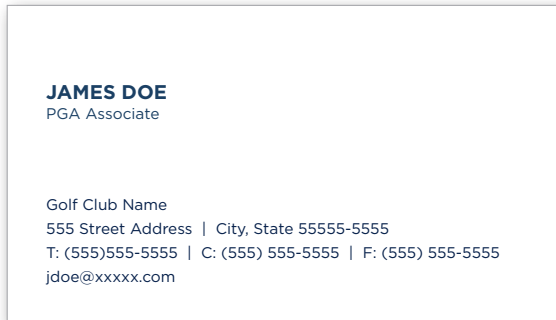 JAMES DOE
PGA Associate
Golf Club Name
555 Street Address | City, State 55555-5555
T: (555)555-5555 | C: (555) 555-5555 | F: (555) 555-5555
jdoe@xxxxx.com